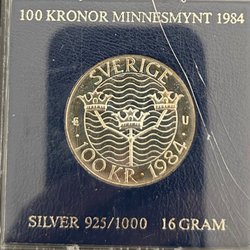 100 KRONOR MINNESMYNT 1984
SVERIGE
U
100 KR. 1984
SILVER 925/1000 16 GRAM